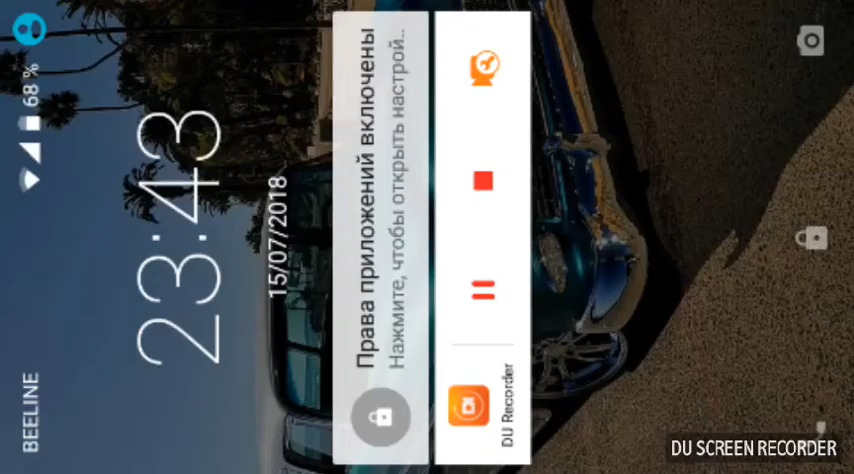 BEELINE
68 %
23:43
15/07/2018
Права приложений включены
Нажмите, чтобы открыть настрой..
DU Recorder
DU SCREEN RECORDER